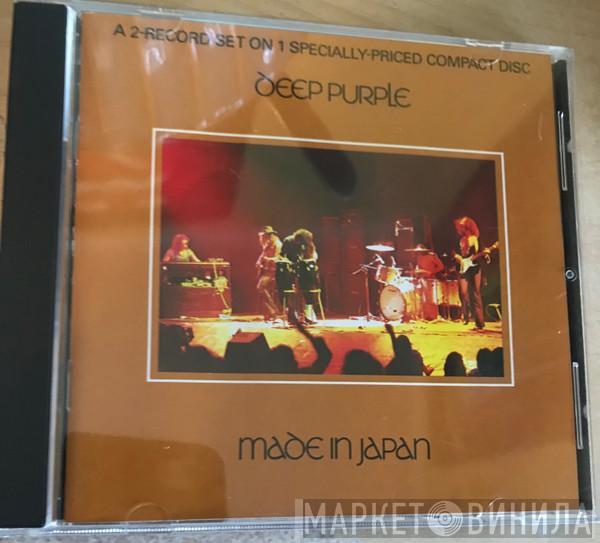 A 2-RECORD SET ON 1 SPECIALLY-PRICED COMPACT DISC
DEEP PURPLE
MADE IN JAPAN
МАРКЕТ ВИНИЛА